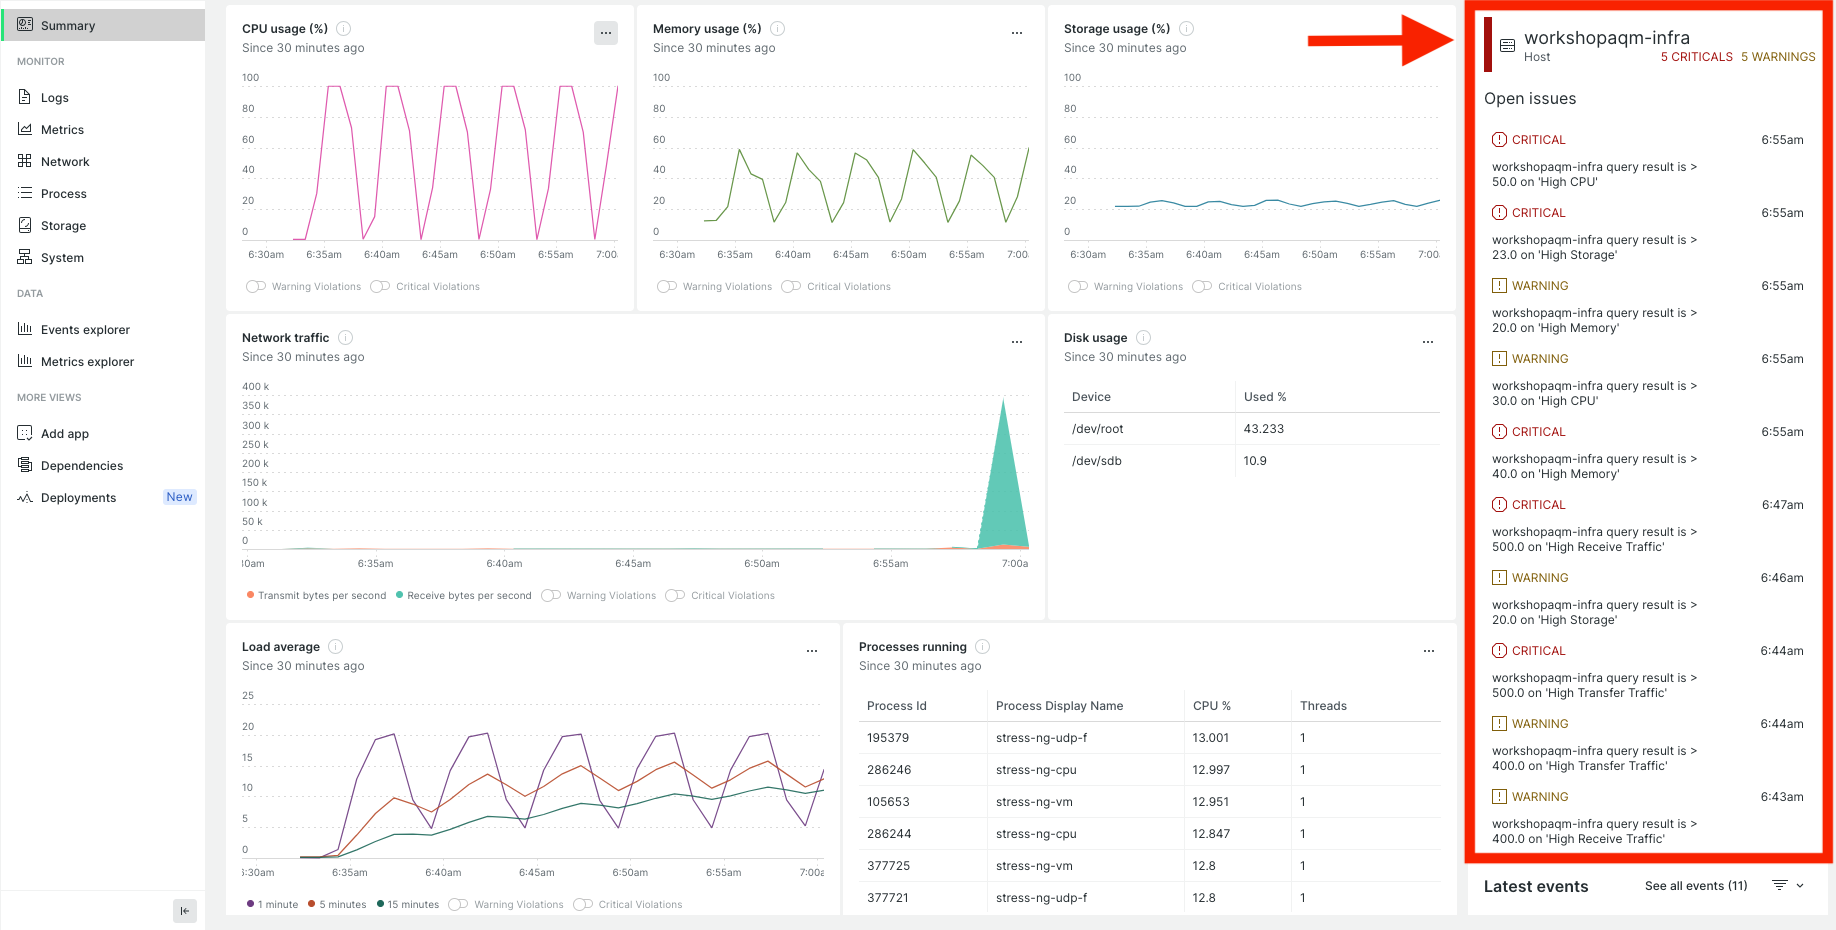 Summary
MONITOR
Logs
Metrics
Network
Process
Storage
System
DATA
Events explorer
Metrics explorer
MORE VIEWS
Add app
Dependencies
Deployments New
CPU usage (%)
Since 30 minutes ago
100
80
60
40
20
0
6:30am 6:35am 6:40am 6:45am 6:50am 6:55am 7:00
Warning Violations Critical Violations
Memory usage (%)
Since 30 minutes ago
100
80
60
40
20
0
6:30am 6:35am 6:40am 6:45am 6:50am 6:55am 7:00
Warning Violations Critical Violations
Storage usage (%)
Since 30 minutes ago
100
80
60
40
20
0
6:30am 6:35am 6:40am 6:45am 6:50am 6:55am 7:00
Warning Violations Critical Violations
Network traffic
Since 30 minutes ago
400 k
350 k
300 k
250 k
200 k
150 k
100 k
50 k
0
30am 6:35am 6:40am 6:45am 6:50am 6:55am 7:00a
Transmit bytes per second Receive bytes per second Warning Violations Critical Violations
Disk usage
Since 30 minutes ago
Device Used %
/dev/root 43.233
/dev/sdb 10.9
Load average
Since 30 minutes ago
25
20
15
10
5
0
6:30am 6:35am 6:40am 6:45am 6:50am 6:55am 7:00a
1 minute 5 minutes 15 minutes Warning Violations Critical Violations
Processes running
Since 30 minutes ago
Process Id Process Display Name CPU % Threads
195379 stress-ng-udp-f 13.001 1
286246 stress-ng-cpu 12.997 1
105653 stress-ng-vm 12.951 1
286244 stress-ng-cpu 12.847 1
377725 stress-ng-vm 12.8 1
377721 stress-ng-udp-f 12.8 1
workshopaqm-infra
Host 5 CRITICALS 5 WARNINGS
Open issues
CRITICAL 6:55am
workshopaqm-infra query result is >
50.0 on 'High CPU'
CRITICAL 6:55am
workshopaqm-infra query result is >
23.0 on 'High Storage'
WARNING 6:55am
workshopaqm-infra query result is >
20.0 on 'High Memory'
WARNING 6:55am
workshopaqm-infra query result is >
30.0 on 'High CPU'
CRITICAL 6:55am
workshopaqm-infra query result is >
40.0 on 'High Memory'
CRITICAL 6:47am
workshopaqm-infra query result is >
500.0 on 'High Receive Traffic'
WARNING 6:46am
workshopaqm-infra query result is >
20.0 on 'High Storage'
CRITICAL 6:44am
workshopaqm-infra query result is >
500.0 on 'High Transfer Traffic'
WARNING 6:44am
workshopaqm-infra query result is >
400.0 on 'High Transfer Traffic'
WARNING 6:43am
workshopaqm-infra query result is >
400.0 on 'High Receive Traffic'
Latest events See all events (11)